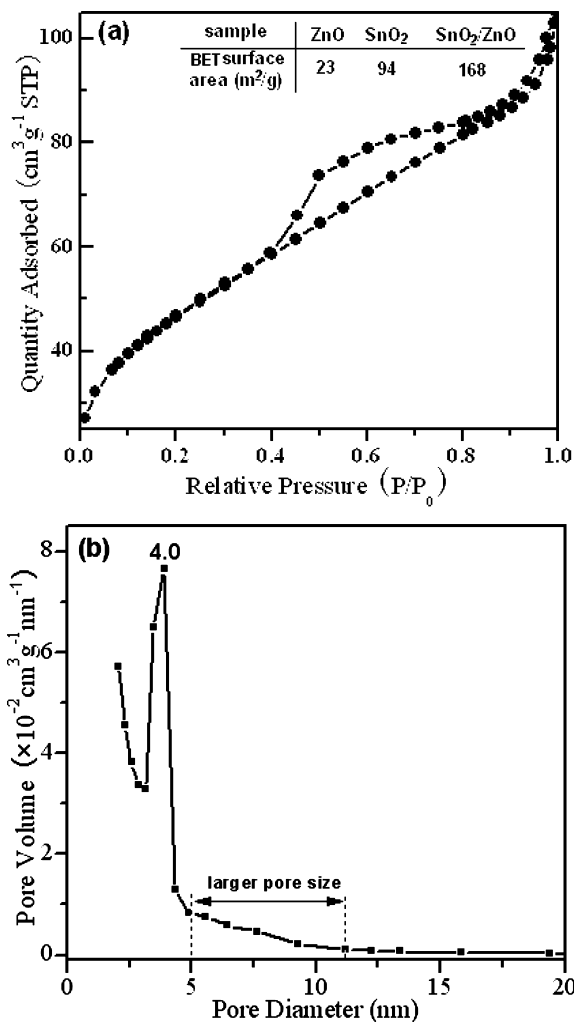 (a)
sample ZnO SnO₂ SnO₂/ZnO
BET surface area (m²/g) 23 94 168
100
80
60
40
Quantity Adsorbed (cm³g⁻¹ STP)
0.0 0.2 0.4 0.6 0.8 1.0
Relative Pressure (P/P₀)
(b)
4.0
8
6
4
2
0
Pore Volume (×10⁻²cm³g⁻¹nm⁻¹)
larger pore size
0 5 10 15 20
Pore Diameter (nm)